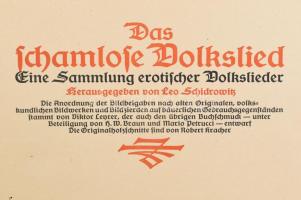 Das
schamlose Volkslied
Eine Sammlung erotischer Volkslieder
Herausgegeben von Leo Schidrowitz
Die Anordnung der Bildbeigaben nach alten Originalen, volks-
kundlichen Bildwerken und Bildzierden auf bäuerlichen Gebrauchsgegenständen
stammt von Viktor Leyrer, der auch den übrigen Buchschmuck — unter
Beteiligung von H. W. Braun und Mario Petrucci — entwarf
Die Originalholzschnitte sind von Robert Kracher